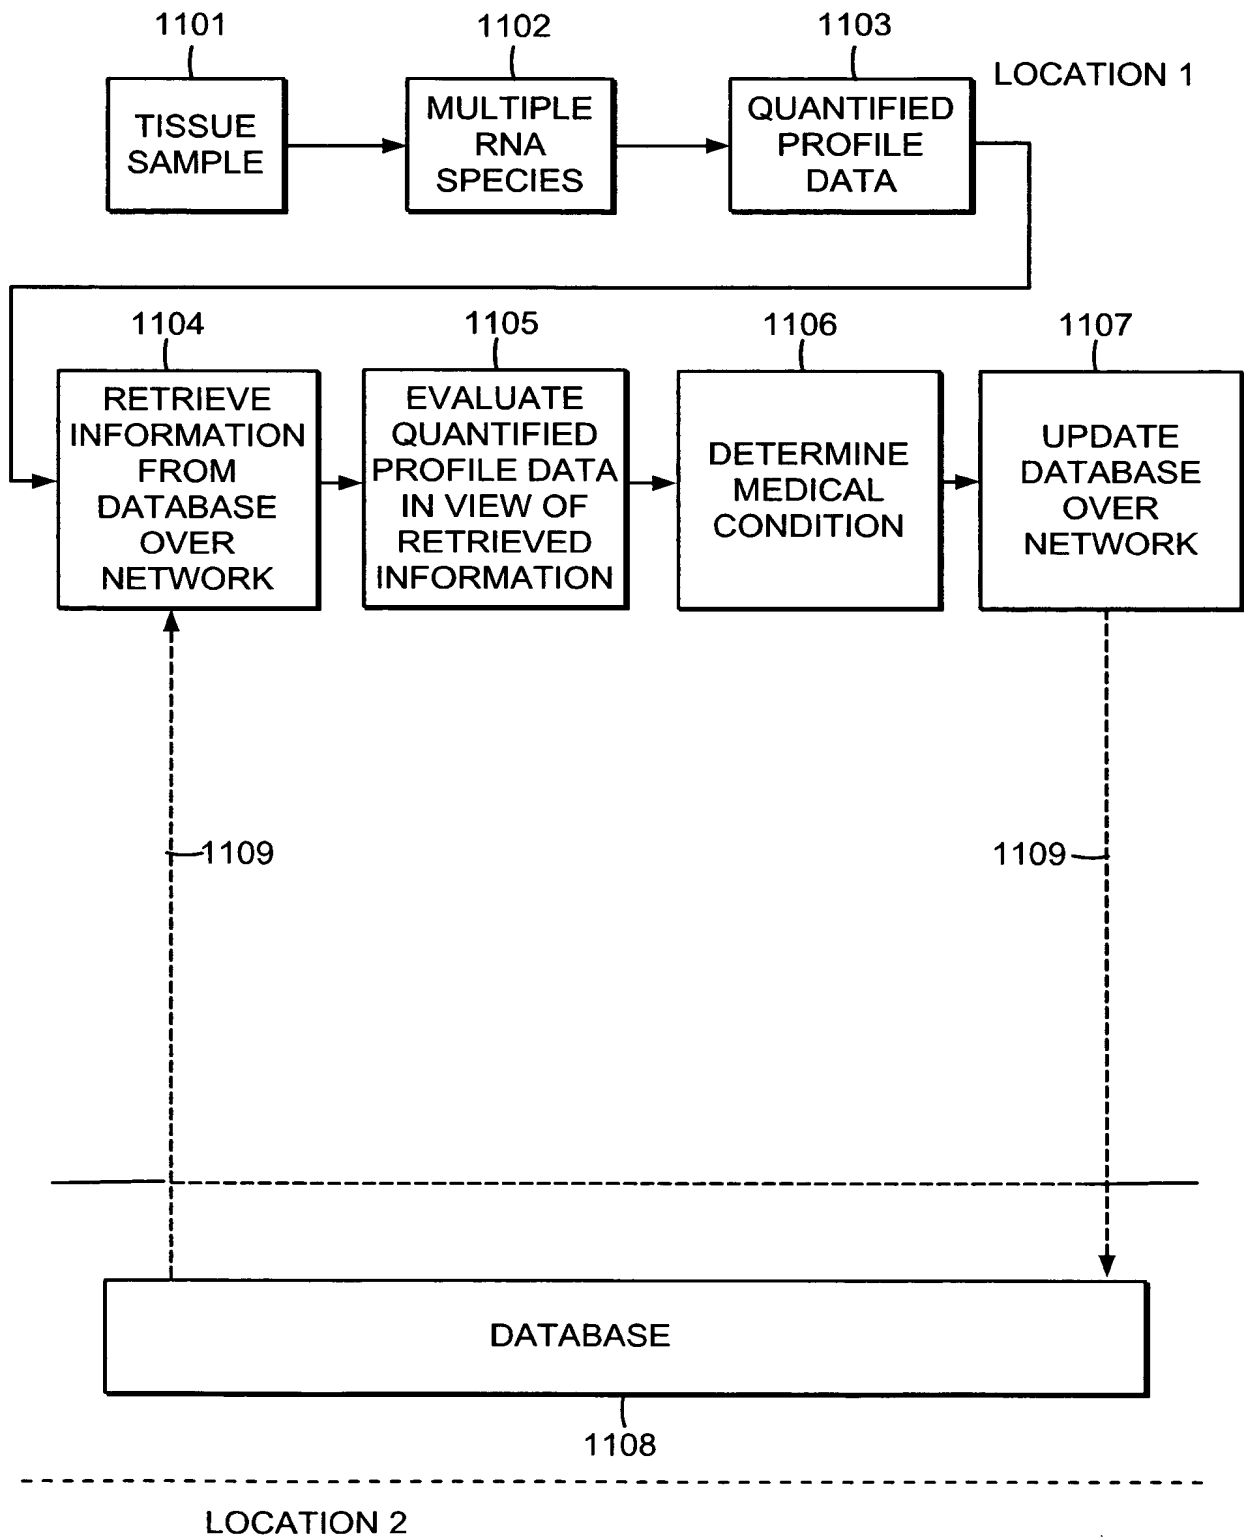 1101
1102
1103
LOCATION 1
TISSUE
SAMPLE
MULTIPLE
RNA
SPECIES
QUANTIFIED
PROFILE
DATA
1104
1105
1106
1107
RETRIEVE
INFORMATION
FROM
DATABASE
OVER
NETWORK
EVALUATE
QUANTIFIED
PROFILE DATA
IN VIEW OF
RETRIEVED
INFORMATION
DETERMINE
MEDICAL
CONDITION
UPDATE
DATABASE
OVER
NETWORK
1109
1109
DATABASE
1108
LOCATION 2